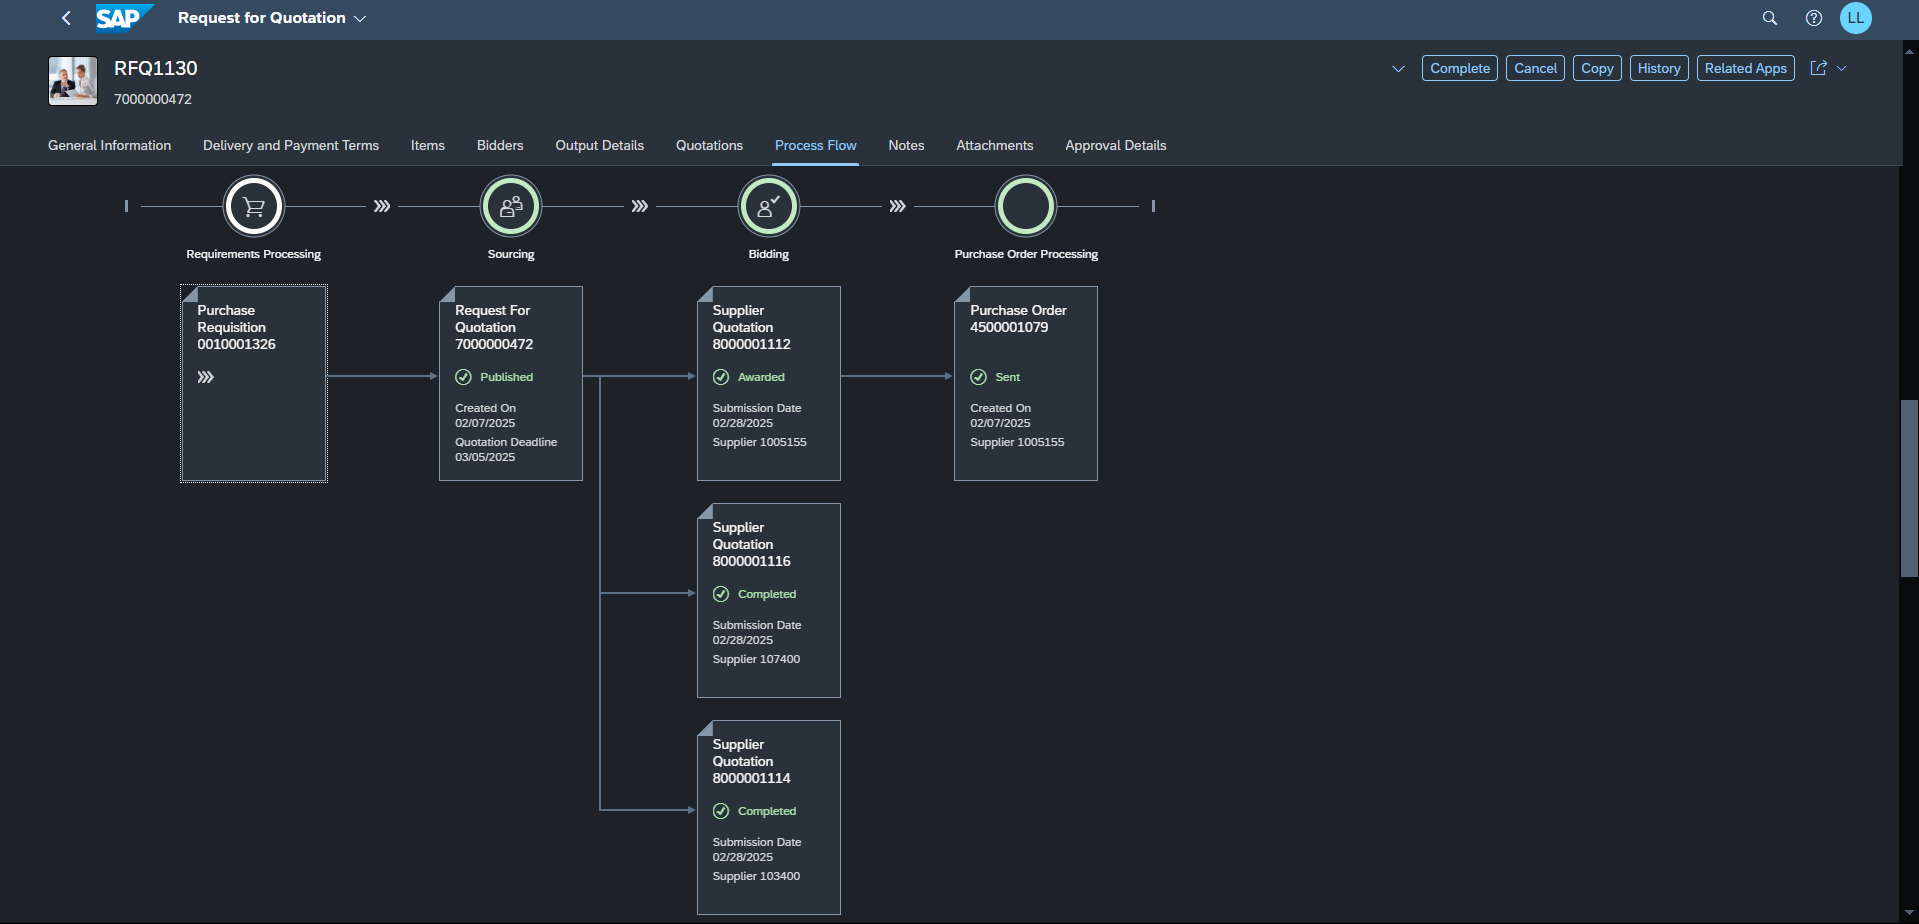 SAP
Request for Quotation
LL
RFQ1130
7000000472
Complete
Cancel
Copy
History
Related Apps
General Information
Delivery and Payment Terms
Items
Bidders
Output Details
Quotations
Process Flow
Notes
Attachments
Approval Details
Requirements Processing
Sourcing
Bidding
Purchase Order Processing
Purchase
Requisition
0010001326
Request For
Quotation
7000000472
Published
Created On
02/07/2025
Quotation Deadline
03/05/2025
Supplier
Quotation
8000001112
Awarded
Submission Date
02/28/2025
Supplier 1005155
Purchase Order
4500001079
Sent
Created On
02/07/2025
Supplier 1005155
Supplier
Quotation
8000001116
Completed
Submission Date
02/28/2025
Supplier 107400
Supplier
Quotation
8000001114
Completed
Submission Date
02/28/2025
Supplier 103400